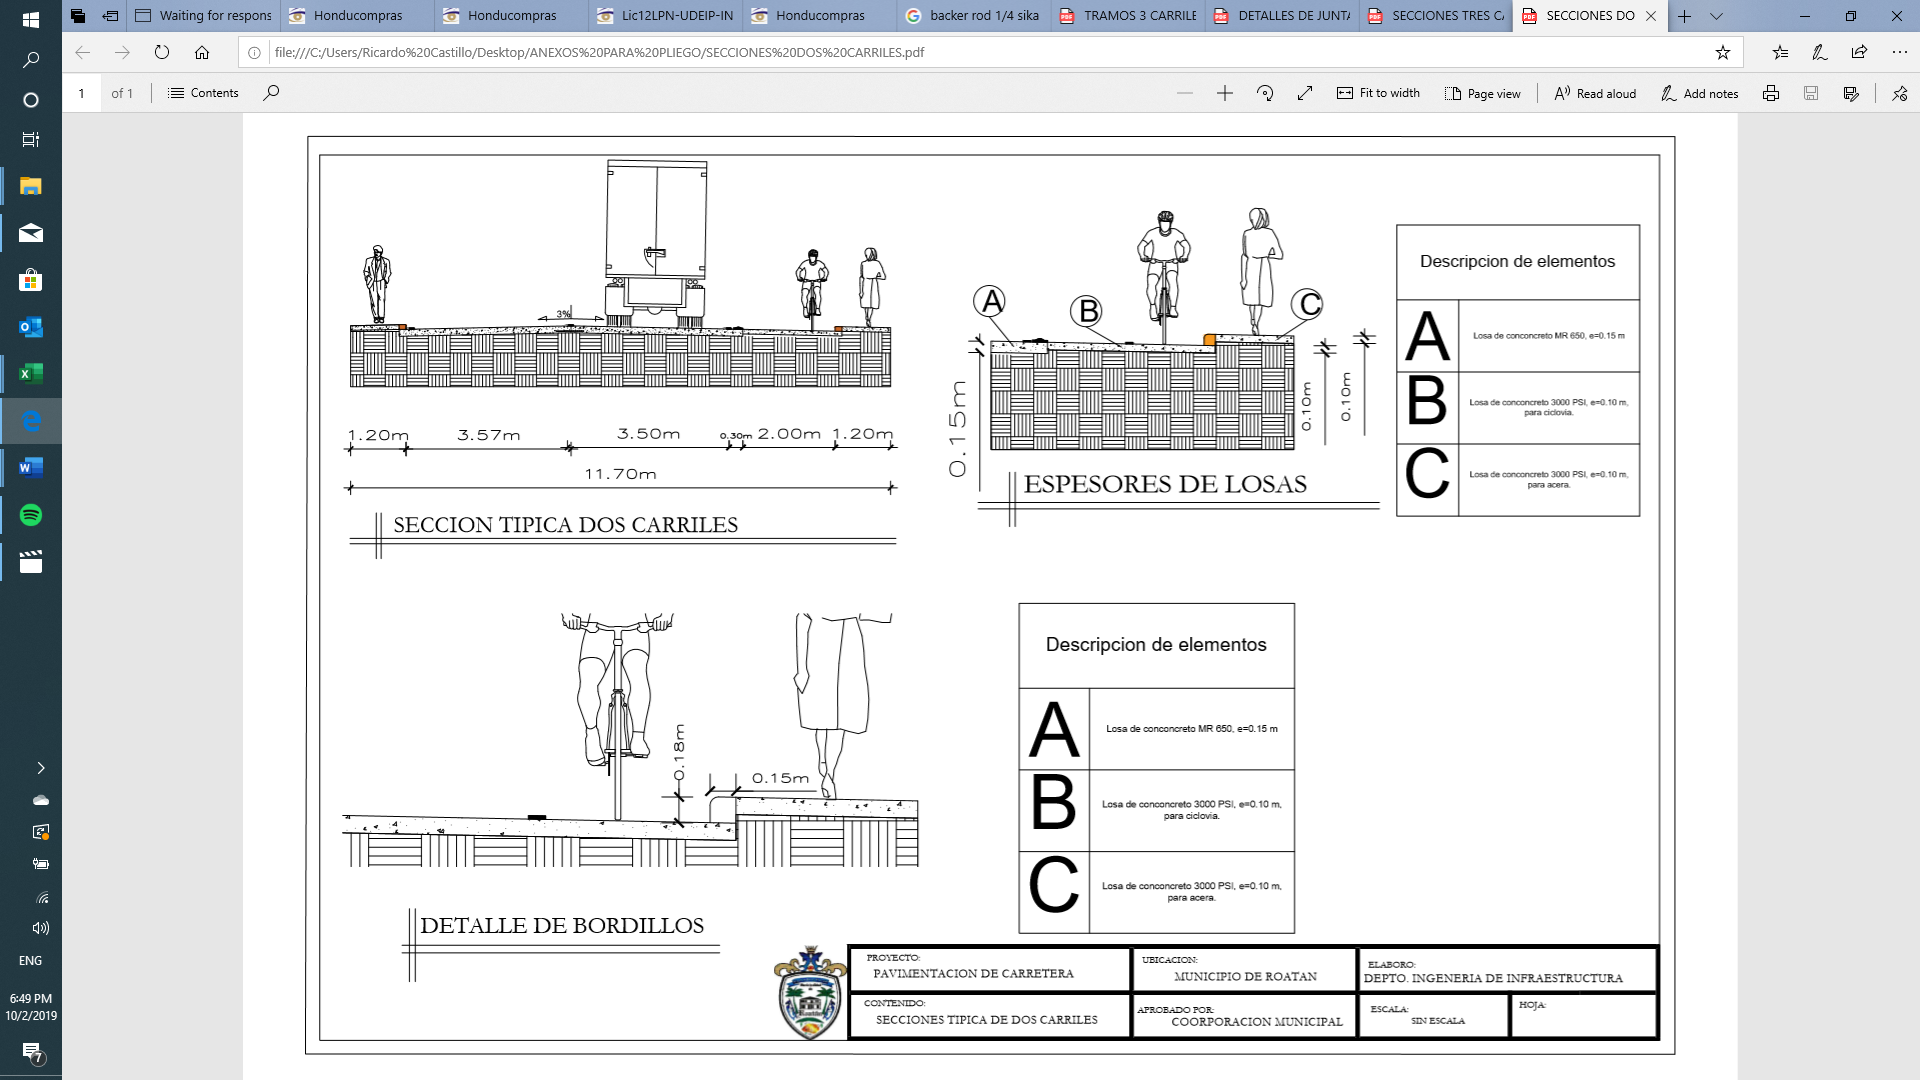 Waiting for respons
Honducompras
Honducompras
Lic12LPN-UDEIP-IN
Honducompras
backer rod 1/4 sika
TRAMOS 3 CARRILE
DETALLES DE JUNTA
SECCIONES TRES CA
SECCIONES DO
file:///C:/Users/Ricardo%20Castillo/Desktop/ANEXOS%20PARA%20PLIEGO/SECCIONES%20DOS%20CARRILES.pdf
1 of 1
Contents
Fit to width
Page view
Read aloud
Add notes
3%
1.20m
3.57m
3.50m
0.30m
2.00m
1.20m
11.70m
SECCION TIPICA DOS CARRILES
A
B
C
0.15m
0.10m
0.10m
ESPESORES DE LOSAS
Descripcion de elementos
A
Losa de conconcreto MR 650, e=0.15 m
B
Losa de conconcreto 3000 PSI, e=0.10 m,
para ciclovia.
C
Losa de conconcreto 3000 PSI, e=0.10 m,
para acera.
0.18m
0.15m
DETALLE DE BORDILLOS
Descripcion de elementos
A
Losa de conconcreto MR 650, e=0.15 m
B
Losa de conconcreto 3000 PSI, e=0.10 m,
para ciclovia.
C
Losa de conconcreto 3000 PSI, e=0.10 m,
para acera.
PROYECTO:
PAVIMENTACION DE CARRETERA
UBICACION:
MUNICIPIO DE ROATAN
ELABORO:
DEPTO. INGENERIA DE INFRAESTRUCTURA
CONTENIDO:
SECCIONES TIPICA DE DOS CARRILES
APROBADO POR:
COORPORACION MUNICIPAL
ESCALA:
SIN ESCALA
HOJA:
ENG
6:49 PM
10/2/2019
7